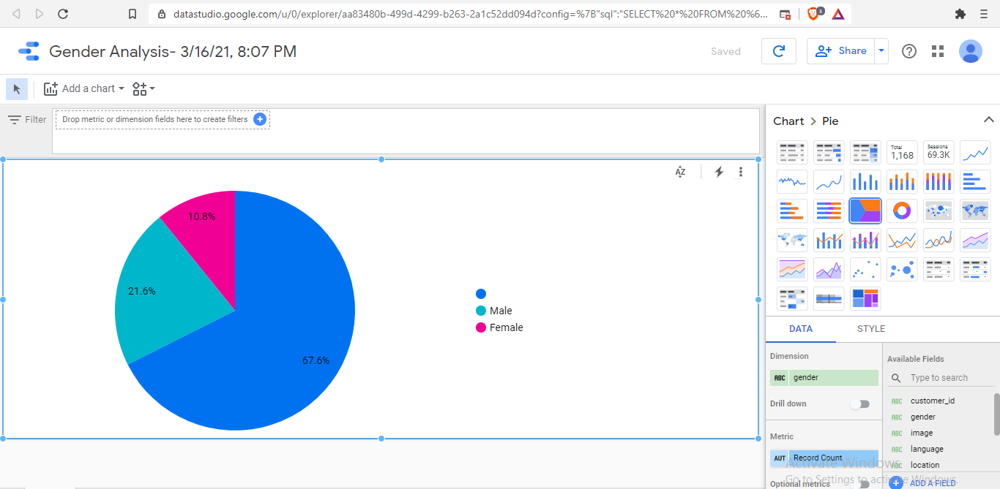 datastudio.google.com/u/0/explorer/aa83480b-499d-4299-b263-2a1c52dd094d?config=%7B"sql":"SELECT%20*%20FROM%20%6...
3
Gender Analysis- 3/16/21, 8:07 PM
Saved
Share
Add a chart
Filter
Drop metric or dimension fields here to create filters
Chart > Pie
Total
1,168
Sessions
69.3K
AZ
10.8%
21.6%
67.6%
Male
Female
DATA
STYLE
Dimension
ABC gender
Drill down
Metric
AUT Record Count
Optional metrics
Available Fields
Type to search
ABC customer_id
ABC gender
ABC image
ABC language
ABC location
ADD A FIELD
Activate Windows
Go to Settings to activate Windows.